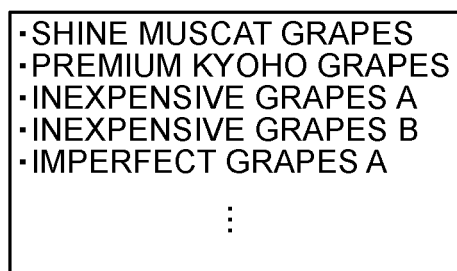 ・SHINE MUSCAT GRAPES
・PREMIUM KYOHO GRAPES
・INEXPENSIVE GRAPES A
・INEXPENSIVE GRAPES B
・IMPERFECT GRAPES A
⋮